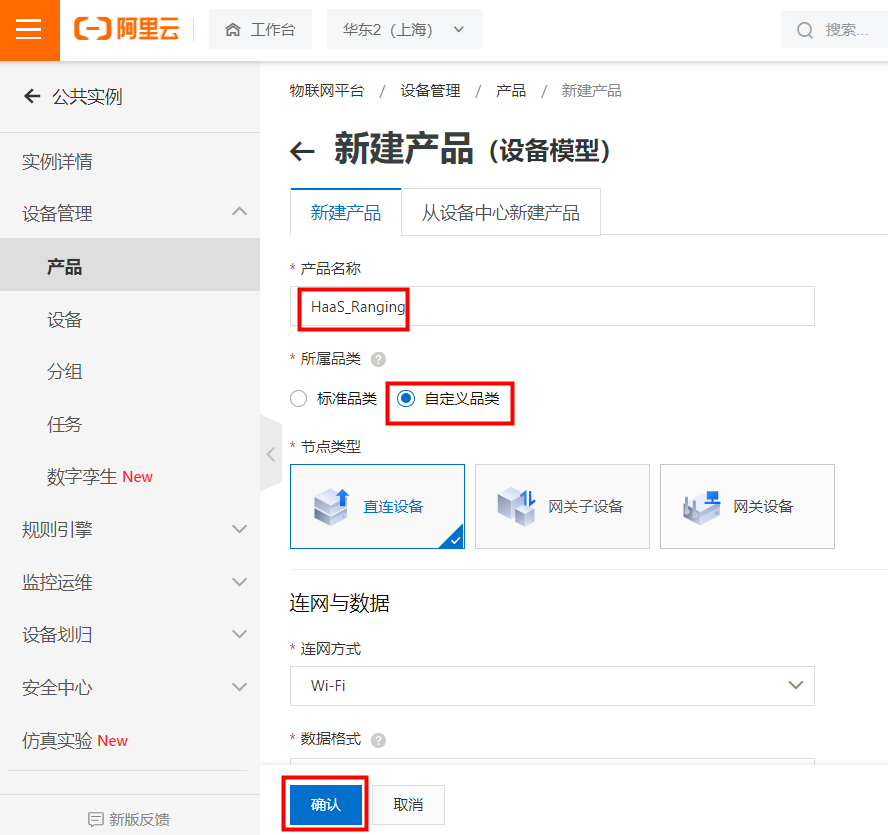 阿里云 工作台 华东2（上海） 搜索...
公共实例
实例详情
设备管理
产品
设备
分组
任务
数字孪生 New
规则引擎
监控运维
设备划归
安全中心
仿真实验 New
新版反馈
物联网平台 / 设备管理 / 产品 / 新建产品
新建产品（设备模型）
新建产品 从设备中心新建产品
* 产品名称
HaaS_Ranging
* 所属品类 ?
标准品类 自定义品类
* 节点类型
直连设备 网关子设备 网关设备
连网与数据
* 连网方式
Wi-Fi
* 数据格式 ?
确认 取消